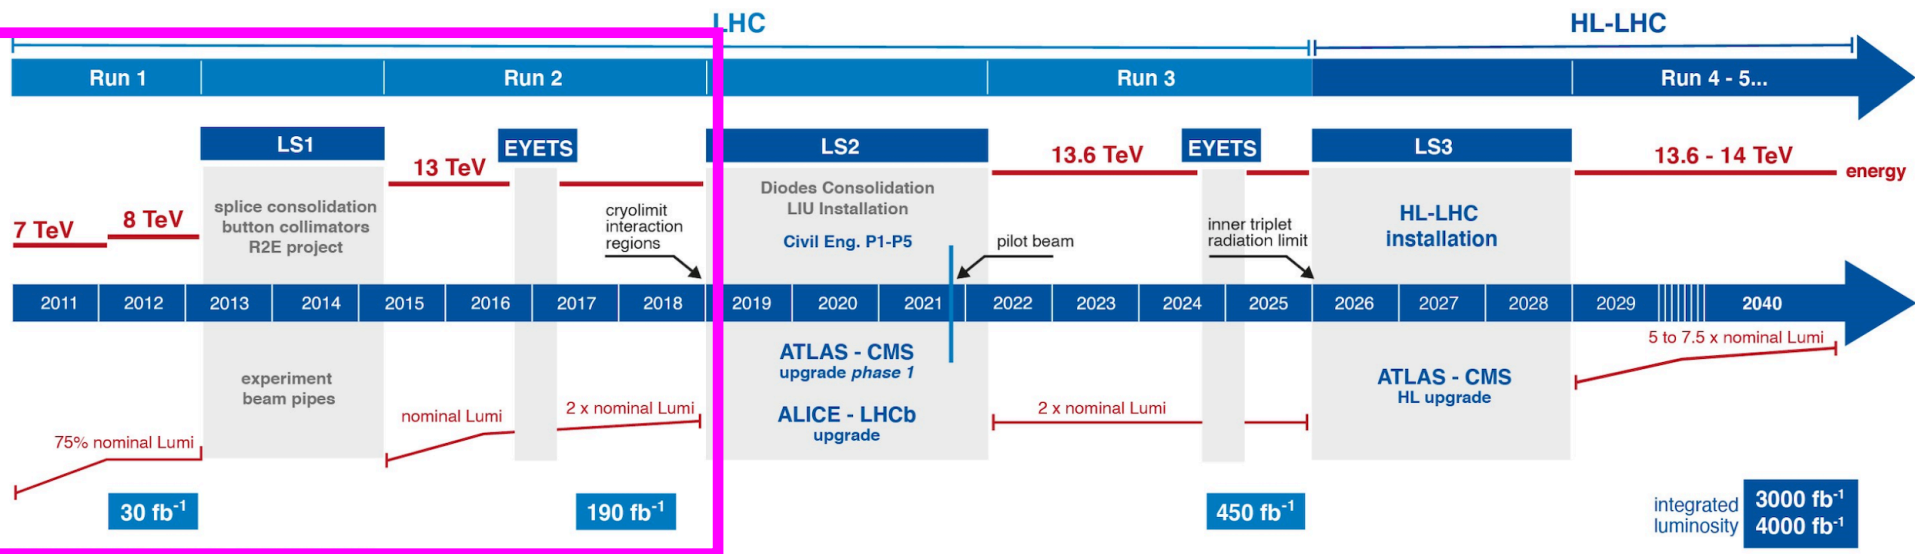 LHC
HL-LHC
Run 1
Run 2
Run 3
Run 4 - 5...
LS1
EYETS
LS2
EYETS
LS3
13 TeV
13.6 TeV
13.6 - 14 TeV
energy
7 TeV
8 TeV
splice consolidation
button collimators
R2E project
cryolimit
interaction
regions
Diodes Consolidation
LIU Installation
Civil Eng. P1-P5
pilot beam
inner triplet
radiation limit
HL-LHC
installation
2011 2012 2013 2014 2015 2016 2017 2018 2019 2020 2021 2022 2023 2024 2025 2026 2027 2028 2029 2040
experiment
beam pipes
75% nominal Lumi
nominal Lumi
2 x nominal Lumi
ATLAS - CMS
upgrade phase 1
ALICE - LHCb
upgrade
2 x nominal Lumi
ATLAS - CMS
HL upgrade
5 to 7.5 x nominal Lumi
30 fb⁻¹
190 fb⁻¹
450 fb⁻¹
integrated
luminosity
3000 fb⁻¹
4000 fb⁻¹